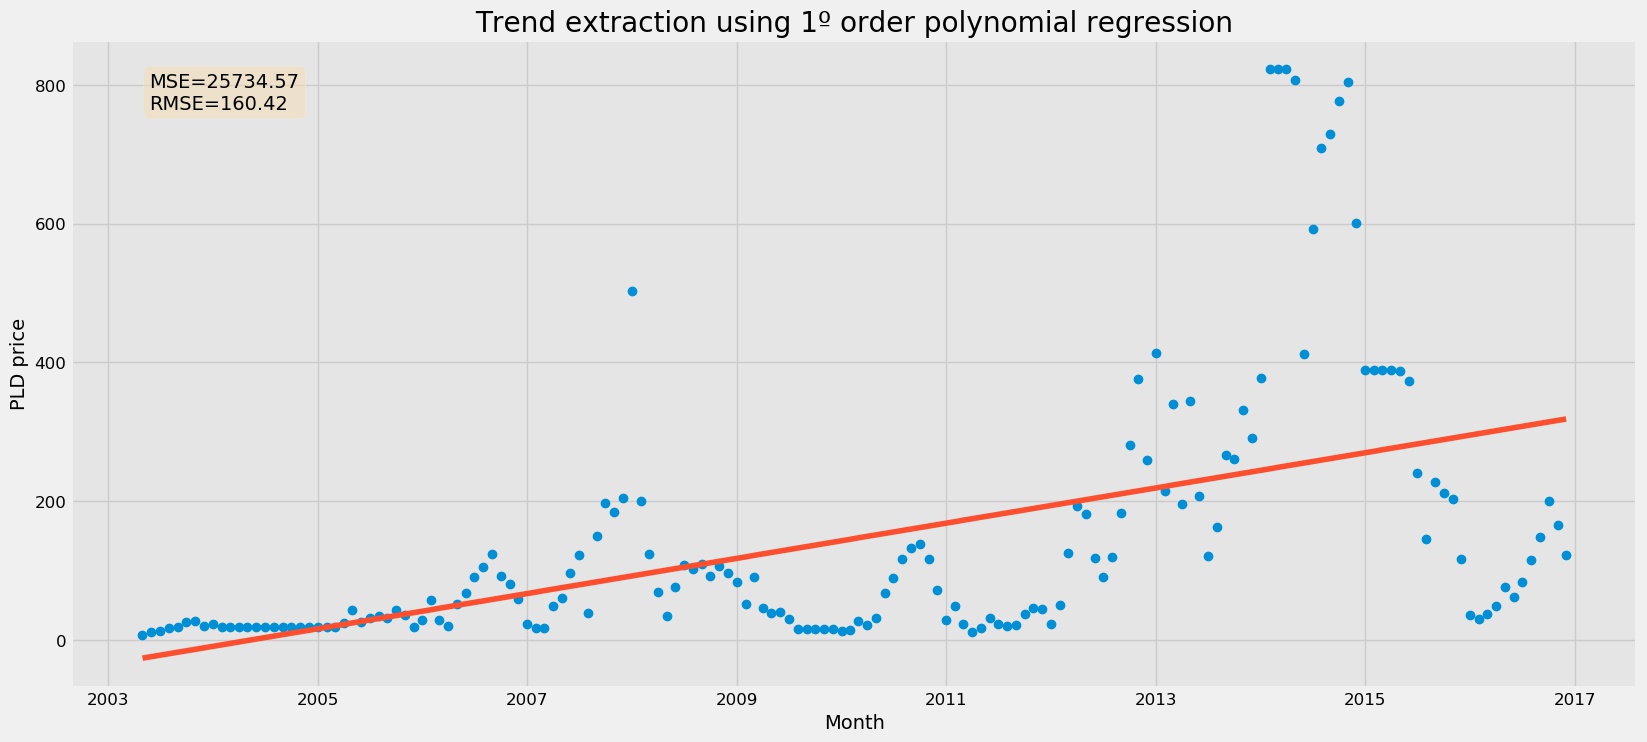 Trend extraction using 1º order polynomial regression
MSE=25734.57
RMSE=160.42
800
600
400
200
0
PLD price
2003 2005 2007 2009 2011 2013 2015 2017
Month